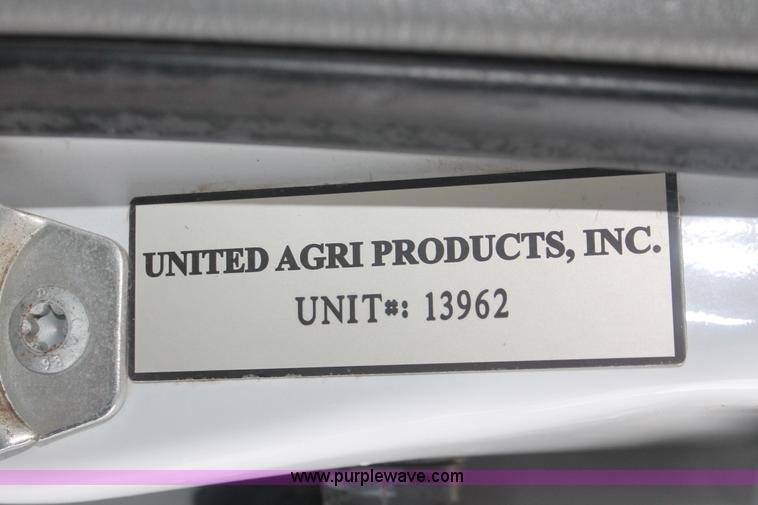 UNITED AGRI PRODUCTS, INC.
UNIT#: 13962
www.purplewave.com